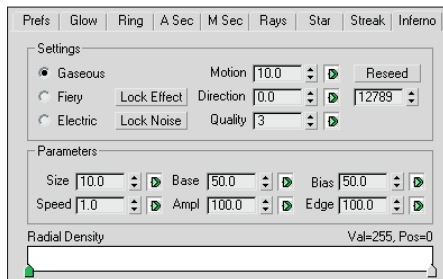 Prefs Glow Ring A Sec M Sec Rays Star Streak Inferno
Settings
Gaseous Motion 10.0 Reseed
Fiery Lock Effect Direction 0.0 12789
Electric Lock Noise Quality 3
Parameters
Size 10.0 Base 50.0 Bias 50.0
Speed 1.0 Ampl 100.0 Edge 100.0
Radial Density Val=255, Pos=0